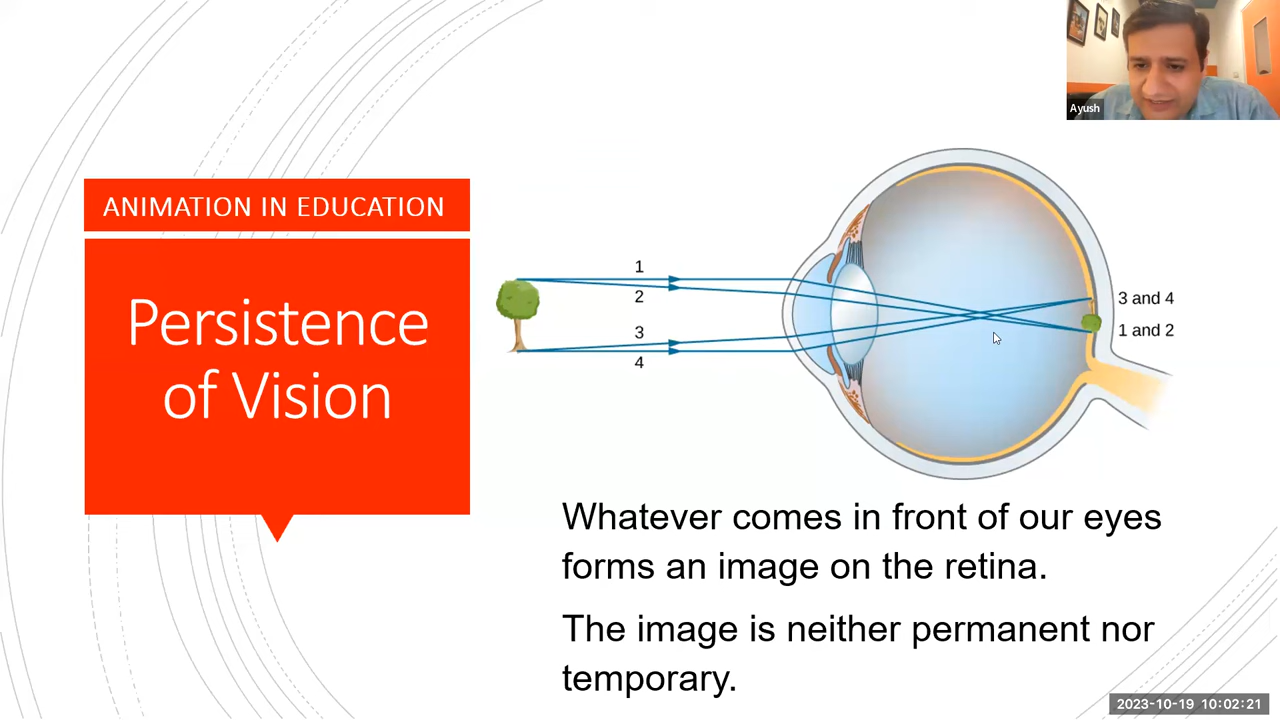 Ayush
ANIMATION IN EDUCATION
Persistence
of Vision
1
2
3
4
3 and 4
1 and 2
Whatever comes in front of our eyes
forms an image on the retina.
The image is neither permanent nor
temporary.
2023-10-19 10:02:21